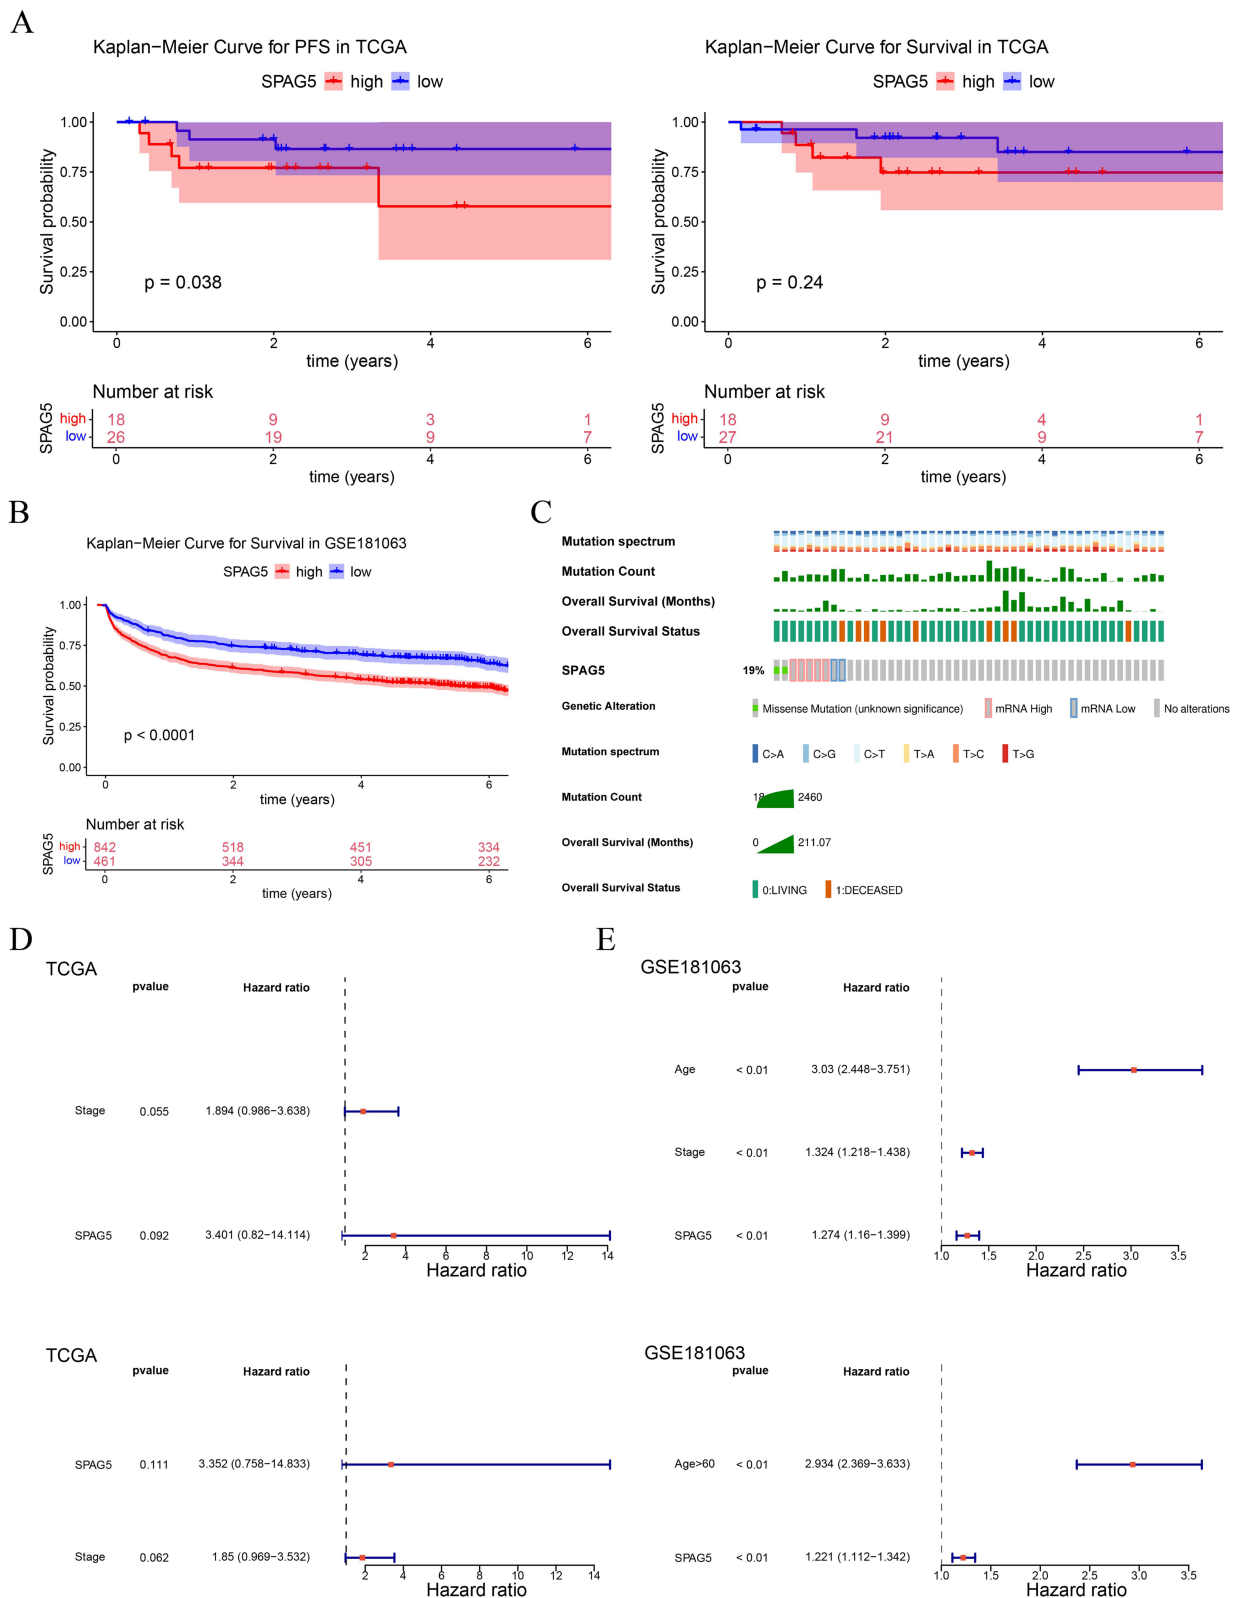 A
Kaplan−Meier Curve for PFS in TCGA
SPAG5 high low
Survival probability
1.00
0.75
0.50
0.25
0.00
p = 0.038
0 2 4 6
time (years)
Number at risk
SPAG5
high 18 9 3 1
low 26 19 9 7
0 2 4 6
time (years)
Kaplan−Meier Curve for Survival in TCGA
SPAG5 high low
Survival probability
1.00
0.75
0.50
0.25
0.00
p = 0.24
0 2 4 6
time (years)
Number at risk
SPAG5
high 18 9 4 1
low 27 21 9 7
0 2 4 6
time (years)
B
Kaplan−Meier Curve for Survival in GSE181063
SPAG5 high low
Survival probability
1.00
0.75
0.50
0.25
0.00
p < 0.0001
0 2 4 6
time (years)
Number at risk
SPAG5
high 842 518 451 334
low 461 344 305 232
0 2 4 6
time (years)
C
Mutation spectrum
Mutation Count
Overall Survival (Months)
Overall Survival Status
SPAG5 19%
Genetic Alteration Missense Mutation (unknown significance) mRNA High mRNA Low No alterations
Mutation spectrum C>A C>G C>T T>A T>C T>G
Mutation Count 18 2460
Overall Survival (Months) 0 211.07
Overall Survival Status 0:LIVING 1:DECEASED
D
TCGA
pvalue Hazard ratio
Stage 0.055 1.894 (0.986−3.638)
SPAG5 0.092 3.401 (0.82−14.114)
2 4 6 8 10 12 14
Hazard ratio
TCGA
pvalue Hazard ratio
SPAG5 0.111 3.352 (0.758−14.833)
Stage 0.062 1.85 (0.969−3.532)
2 4 6 8 10 12 14
Hazard ratio
E
GSE181063
pvalue Hazard ratio
Age < 0.01 3.03 (2.448−3.751)
Stage < 0.01 1.324 (1.218−1.438)
SPAG5 < 0.01 1.274 (1.16−1.399)
1.0 1.5 2.0 2.5 3.0 3.5
Hazard ratio
GSE181063
pvalue Hazard ratio
Age>60 < 0.01 2.934 (2.369−3.633)
SPAG5 < 0.01 1.221 (1.112−1.342)
1.0 1.5 2.0 2.5 3.0 3.5
Hazard ratio